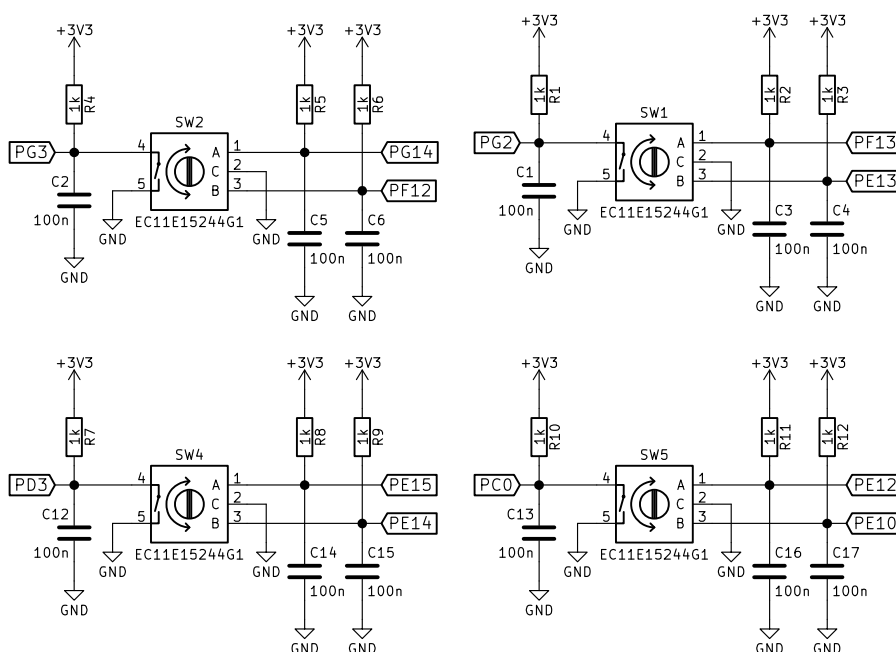 +3V3 +3V3 +3V3
1k R4 1k R5 1k R6
SW2
PG3 4 A 1 PG14
C 2
C2 5 B 3 PF12
100n GND EC11E15244G1 GND C5 C6
GND 100n 100n
GND GND
+3V3 +3V3 +3V3
1k R1 1k R2 1k R3
SW1
PG2 4 A 1 PF13
C 2
C1 5 B 3 PE13
100n GND EC11E15244G1 GND C3 C4
GND 100n 100n
GND GND
+3V3 +3V3 +3V3
1k R7 1k R8 1k R9
SW4
PD3 4 A 1 PE15
C 2
C12 5 B 3 PE14
100n EC11E15244G1 C14 C15
GND GND
GND 100n 100n
GND GND
+3V3 +3V3 +3V3
1k R10 1k R11 1k R12
SW5
PC0 4 A 1 PE12
C 2
C13 5 B 3 PE10
100n EC11E15244G1 C16 C17
GND GND
GND 100n 100n
GND GND